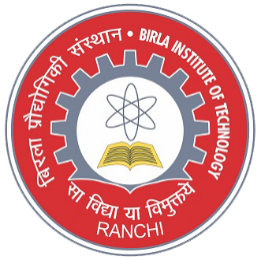 बिरला प्रौद्योगिकी संस्थान • BIRLA INSTITUTE OF TECHNOLOGY
सा विद्या या विमुक्तये
RANCHI